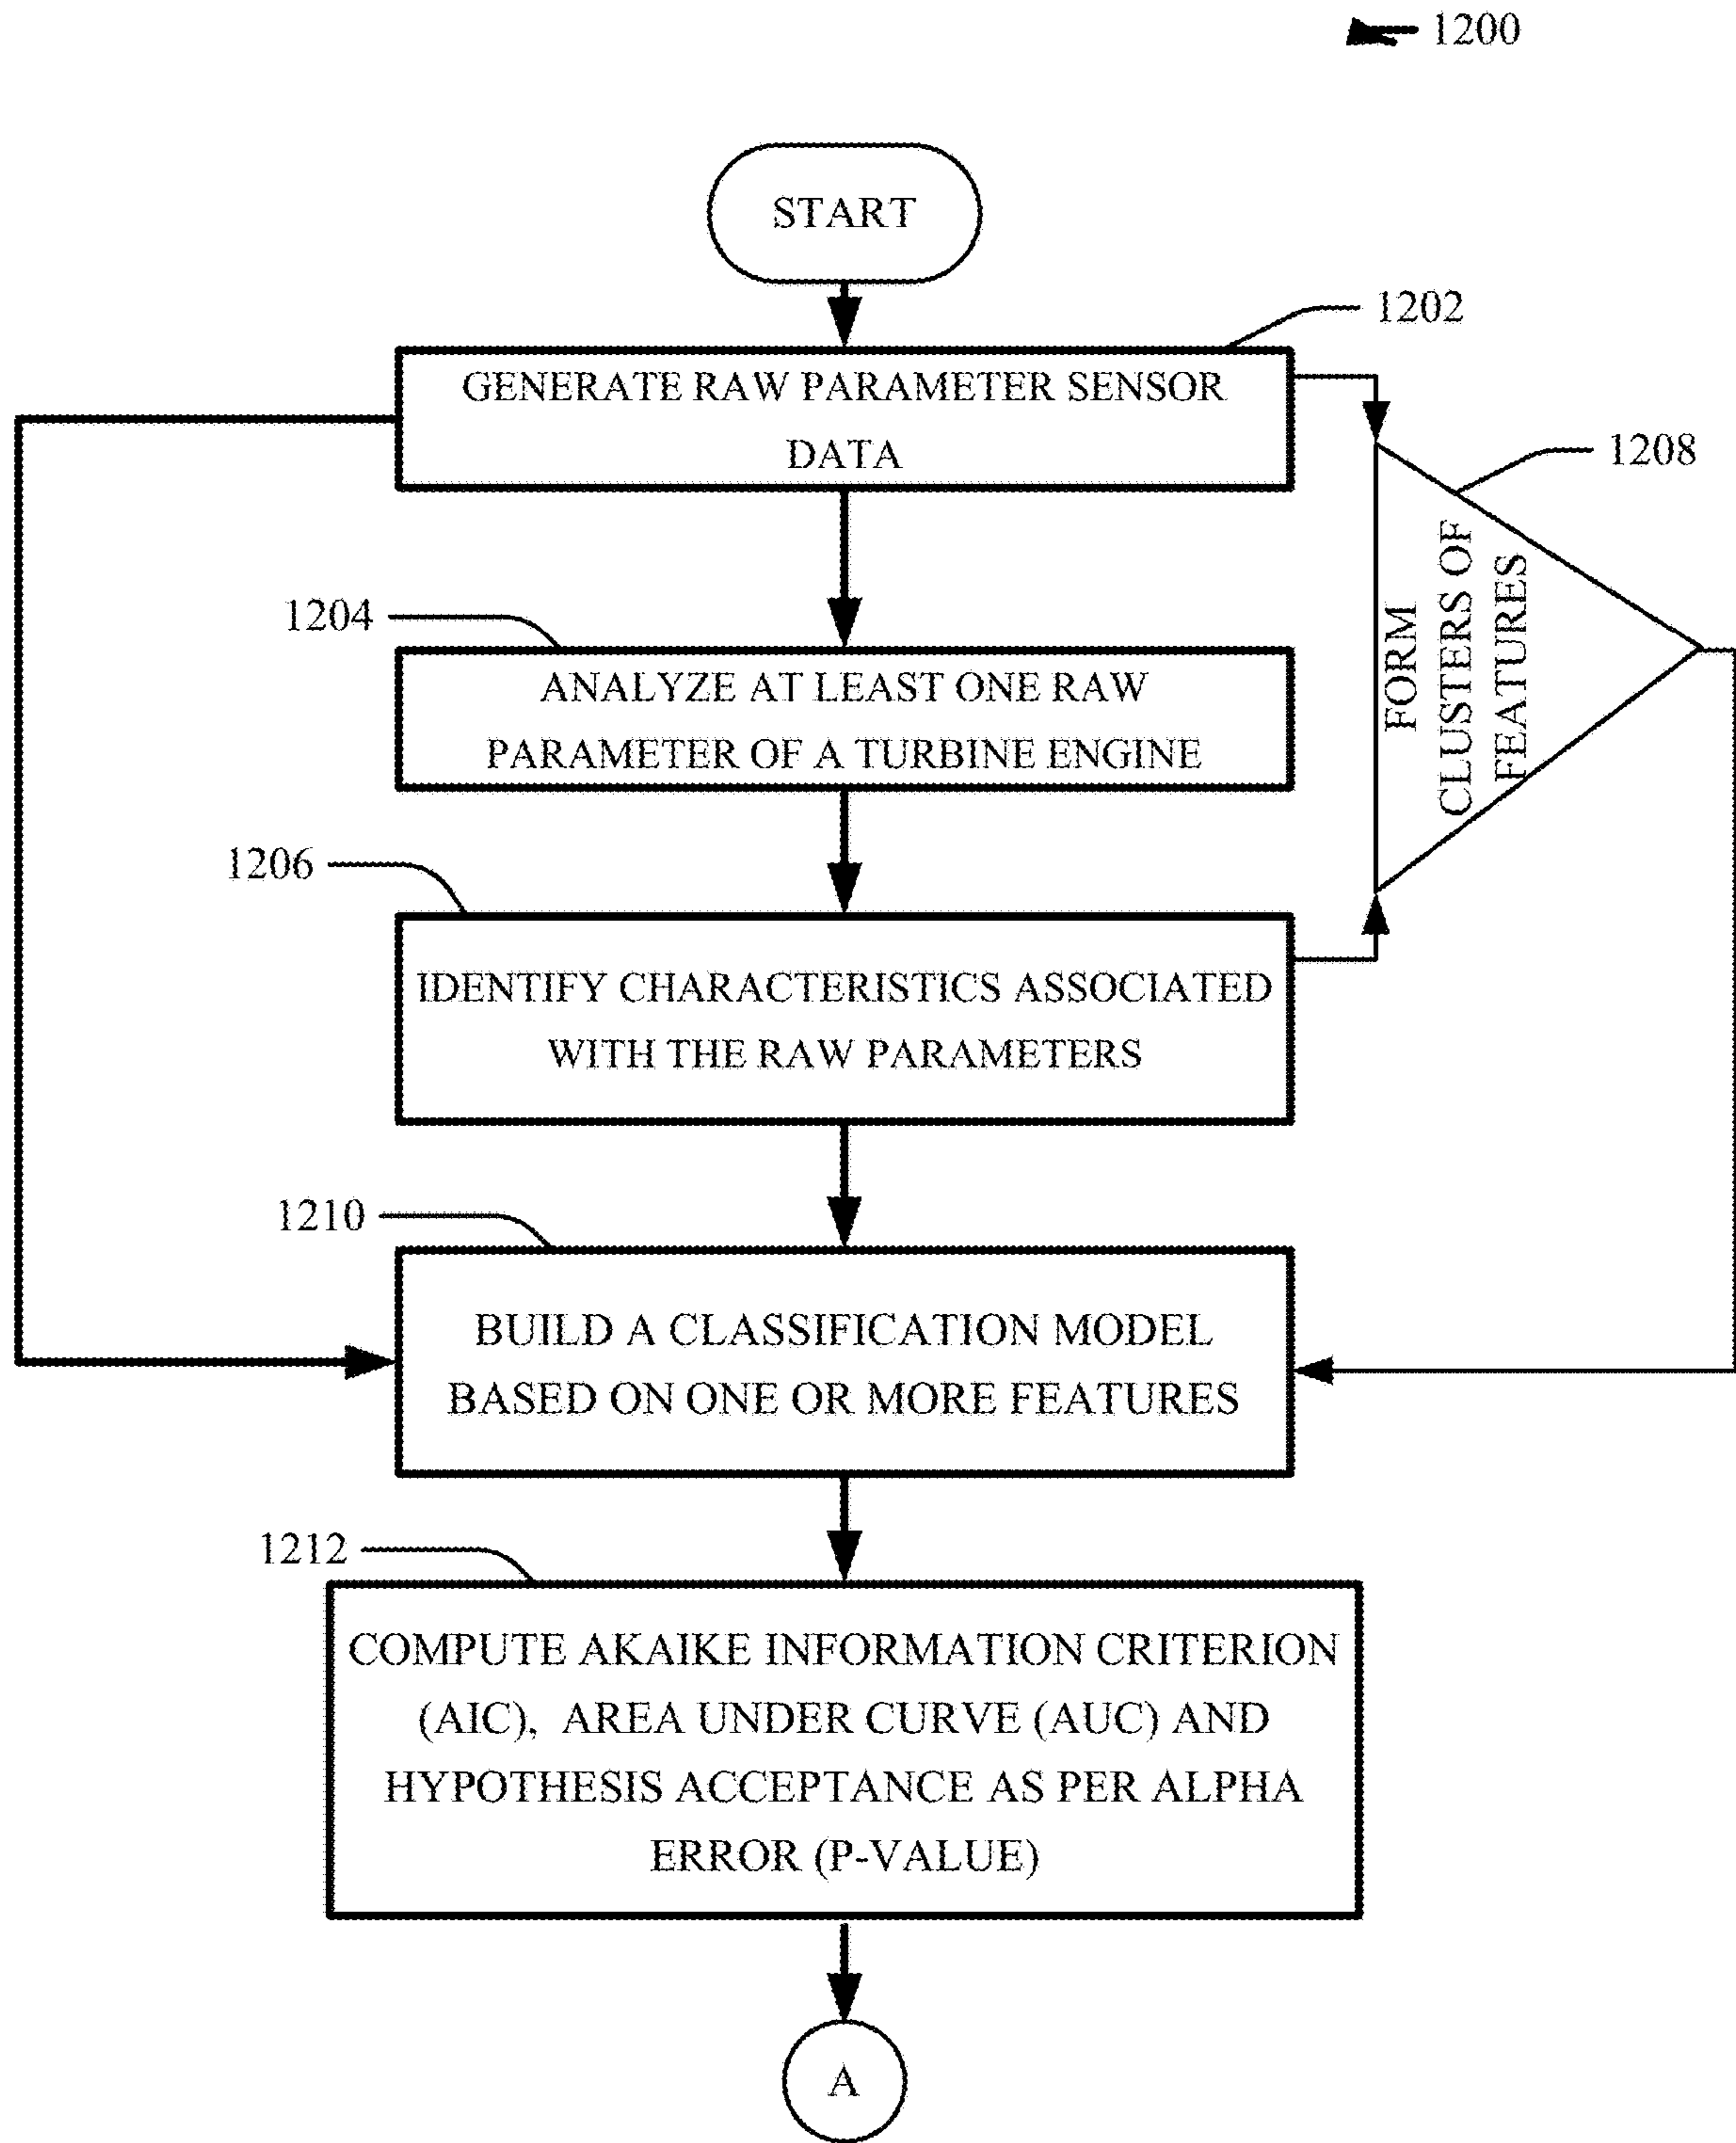 1200
START
1202
GENERATE RAW PARAMETER SENSOR
DATA
1208
FORM
CLUSTERS OF
FEATURES
1204
ANALYZE AT LEAST ONE RAW
PARAMETER OF A TURBINE ENGINE
1206
IDENTIFY CHARACTERISTICS ASSOCIATED
WITH THE RAW PARAMETERS
1210
BUILD A CLASSIFICATION MODEL
BASED ON ONE OR MORE FEATURES
1212
COMPUTE AKAIKE INFORMATION CRITERION
(AIC), AREA UNDER CURVE (AUC) AND
HYPOTHESIS ACCEPTANCE AS PER ALPHA
ERROR (P-VALUE)
A